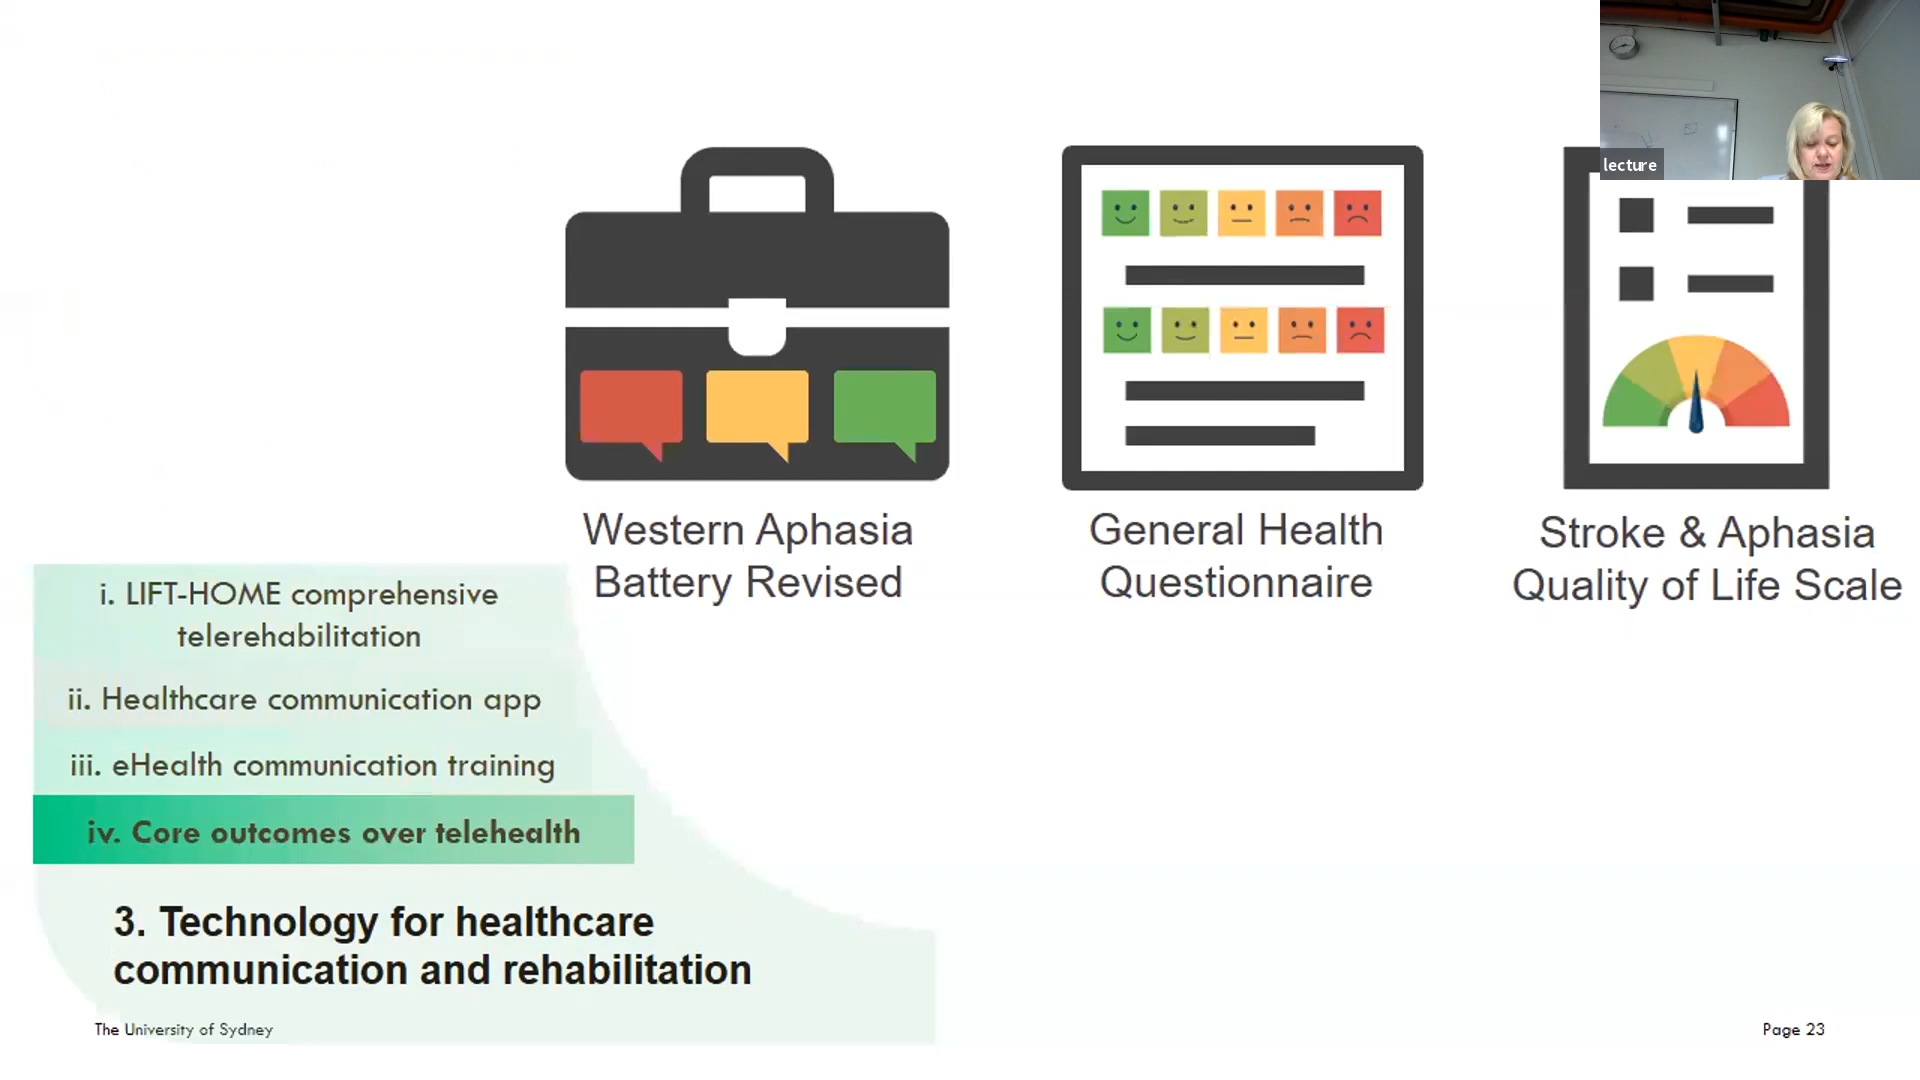 lecture
Western Aphasia
Battery Revised
General Health
Questionnaire
Stroke & Aphasia
Quality of Life Scale
i. LIFT-HOME comprehensive
telerehabilitation
ii. Healthcare communication app
iii. eHealth communication training
iv. Core outcomes over telehealth
3. Technology for healthcare
communication and rehabilitation
The University of Sydney
Page 23